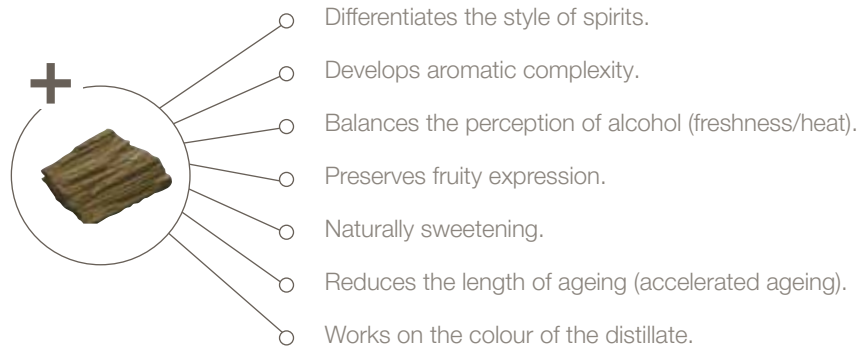 Differentiates the style of spirits.
Develops aromatic complexity.
Balances the perception of alcohol (freshness/heat).
Preserves fruity expression.
Naturally sweetening.
Reduces the length of ageing (accelerated ageing).
Works on the colour of the distillate.